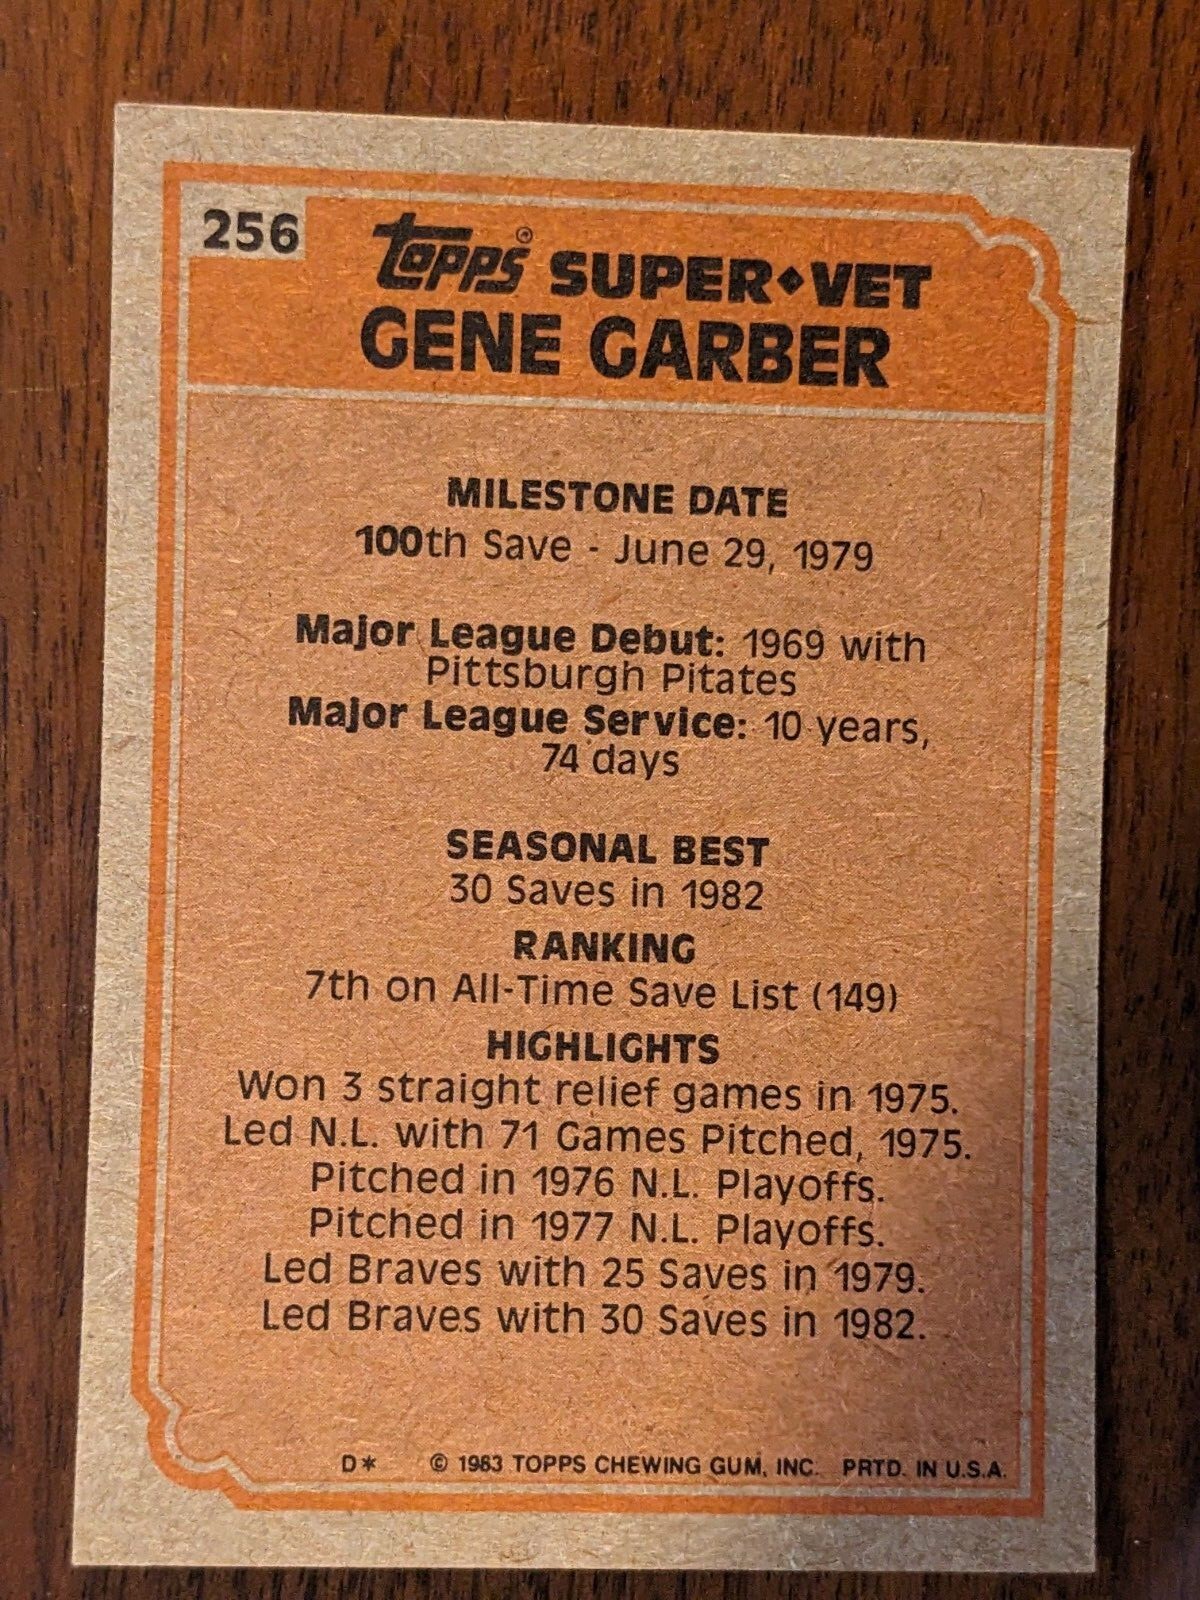 256
Topps® SUPER◆VET
GENE GARBER
MILESTONE DATE
100th Save - June 29, 1979
Major League Debut: 1969 with
Pittsburgh Pitates
Major League Service: 10 years,
74 days
SEASONAL BEST
30 Saves in 1982
RANKING
7th on All-Time Save List (149)
HIGHLIGHTS
Won 3 straight relief games in 1975.
Led N.L. with 71 Games Pitched, 1975.
Pitched in 1976 N.L. Playoffs.
Pitched in 1977 N.L. Playoffs.
Led Braves with 25 Saves in 1979.
Led Braves with 30 Saves in 1982.
D* © 1983 TOPPS CHEWING GUM, INC. PRTD. IN U.S.A.